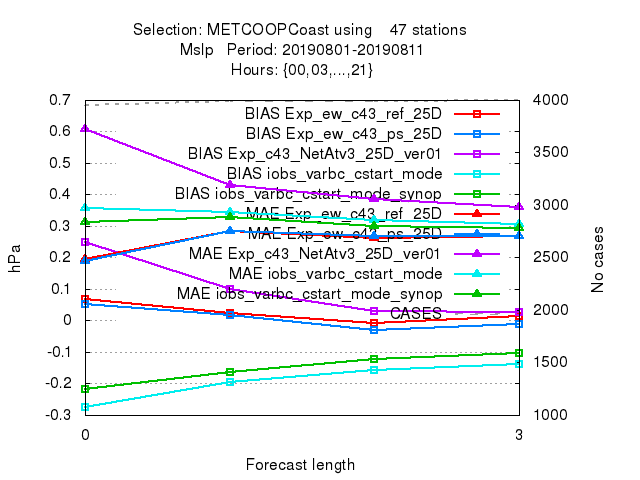 Selection: METCOOPCoast using 47 stations
Mslp Period: 20190801-20190811
Hours: {00,03,...,21}
0.7
0.6
0.5
0.4
0.3
0.2
0.1
0
-0.1
-0.2
-0.3
hPa
4000
3500
3000
2500
2000
1500
1000
No cases
BIAS Exp_ew_c43_ref_25D
BIAS Exp_ew_c43_ps_25D
BIAS Exp_c43_NetAtv3_25D_ver01
BIAS iobs_varbc_cstart_mode
BIAS iobs_varbc_cstart_mode_synop
MAE Exp_ew_c43_ref_25D
MAE Exp_ew_c43_ps_25D
MAE Exp_c43_NetAtv3_25D_ver01
MAE iobs_varbc_cstart_mode
MAE iobs_varbc_cstart_mode_synop
CASES
0 3
Forecast length